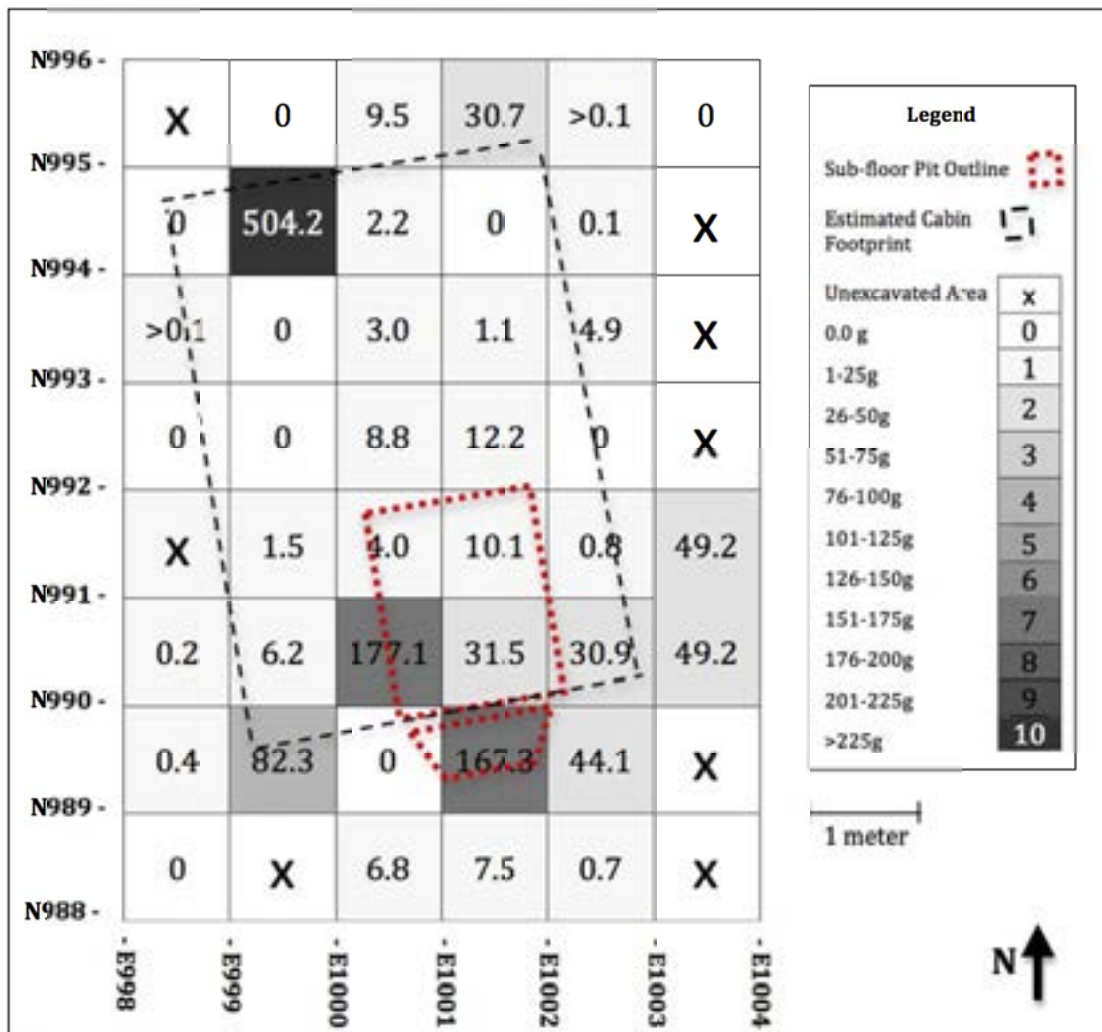 N996 -
X 0 9.5 30.7 >0.1 0
N995 -
0 504.2 2.2 0 0.1 X
N994 -
>0.1 0 3.0 1.1 4.9 X
N993 -
0 0 8.8 12.2 0 X
N992 -
X 1.5 4.0 10.1 0.8 49.2
N991 -
0.2 6.2 177.1 31.5 30.9 49.2
N990 -
0.4 82.3 0 167.3 44.1 X
N989 -
0 X 6.8 7.5 0.7 X
N988 -
- E998
- E999
- E1000
- E1001
- E1002
- E1003
- E1004
Legend
Sub-floor Pit Outline
Estimated Cabin
Footprint
Unexcavated Area x
0.0 g 0
1-25g 1
26-50g 2
51-75g 3
76-100g 4
101-125g 5
126-150g 6
151-175g 7
176-200g 8
201-225g 9
>225g 10
1 meter
N